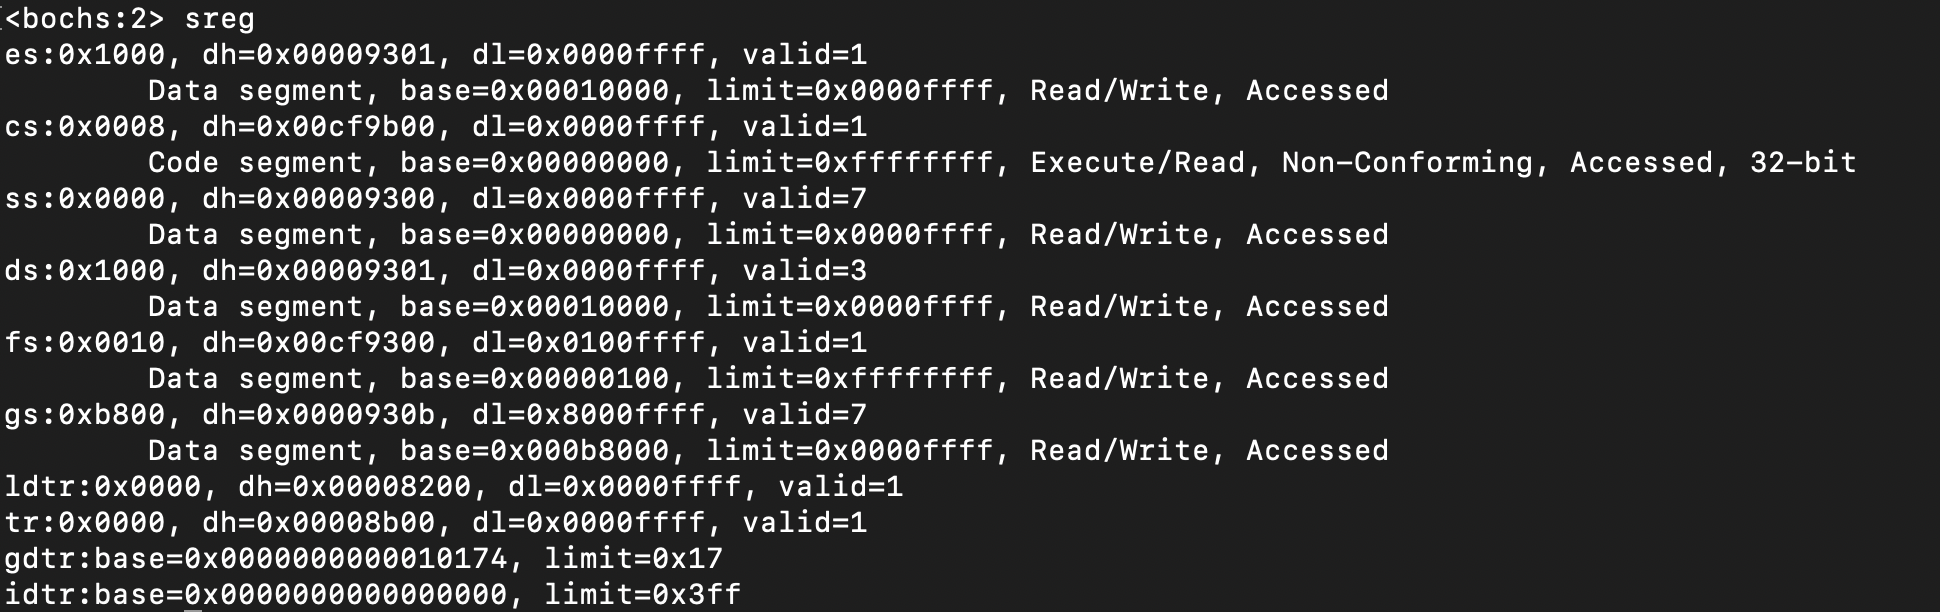 <bochs:2> sreg
es:0x1000, dh=0x00009301, dl=0x0000ffff, valid=1
        Data segment, base=0x00010000, limit=0x0000ffff, Read/Write, Accessed
cs:0x0008, dh=0x00cf9b00, dl=0x0000ffff, valid=1
        Code segment, base=0x00000000, limit=0xffffffff, Execute/Read, Non-Conforming, Accessed, 32-bit
ss:0x0000, dh=0x00009300, dl=0x0000ffff, valid=7
        Data segment, base=0x00000000, limit=0x0000ffff, Read/Write, Accessed
ds:0x1000, dh=0x00009301, dl=0x0000ffff, valid=3
        Data segment, base=0x00010000, limit=0x0000ffff, Read/Write, Accessed
fs:0x0010, dh=0x00cf9300, dl=0x0100ffff, valid=1
        Data segment, base=0x00000100, limit=0xffffffff, Read/Write, Accessed
gs:0xb800, dh=0x0000930b, dl=0x8000ffff, valid=7
        Data segment, base=0x000b8000, limit=0x0000ffff, Read/Write, Accessed
ldtr:0x0000, dh=0x00008200, dl=0x0000ffff, valid=1
tr:0x0000, dh=0x00008b00, dl=0x0000ffff, valid=1
gdtr:base=0x0000000000010174, limit=0x17
idtr:base=0x0000000000000000, limit=0x3ff